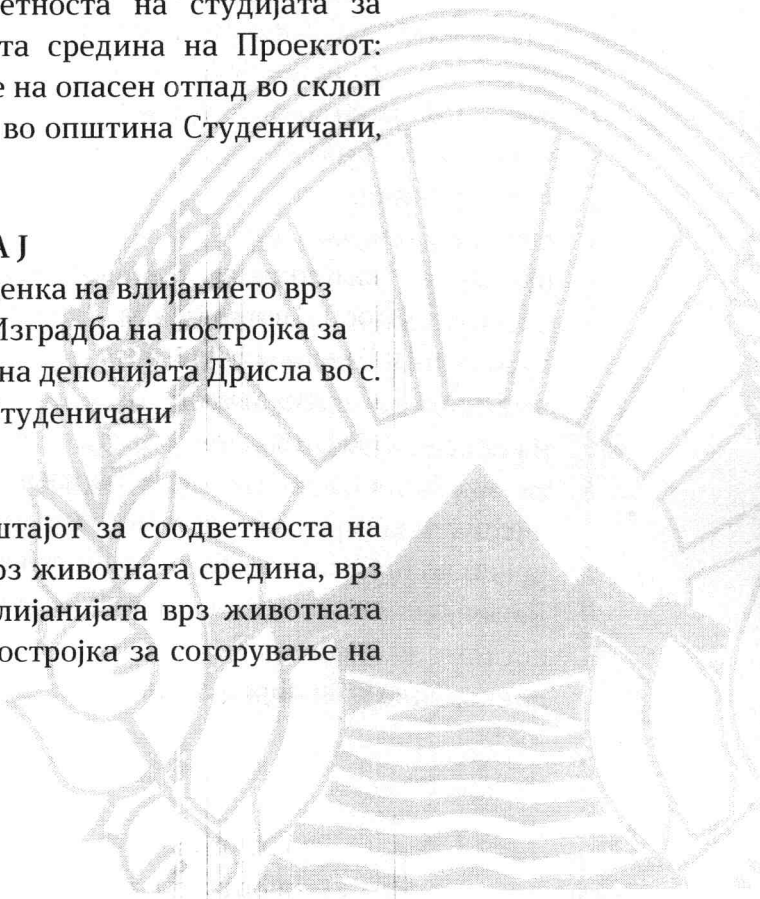 етноста на студијата за
та средина на Проектот:
е на опасен отпад во склоп
во општина Студеничани,
А Ј
енка на влијанието врз
Изградба на постројка за
на депонијата Дрисла во с.
туденичани
штајот за соодветноста на
рз животната средина, врз
лијанијата врз животната
остројка за согорување на